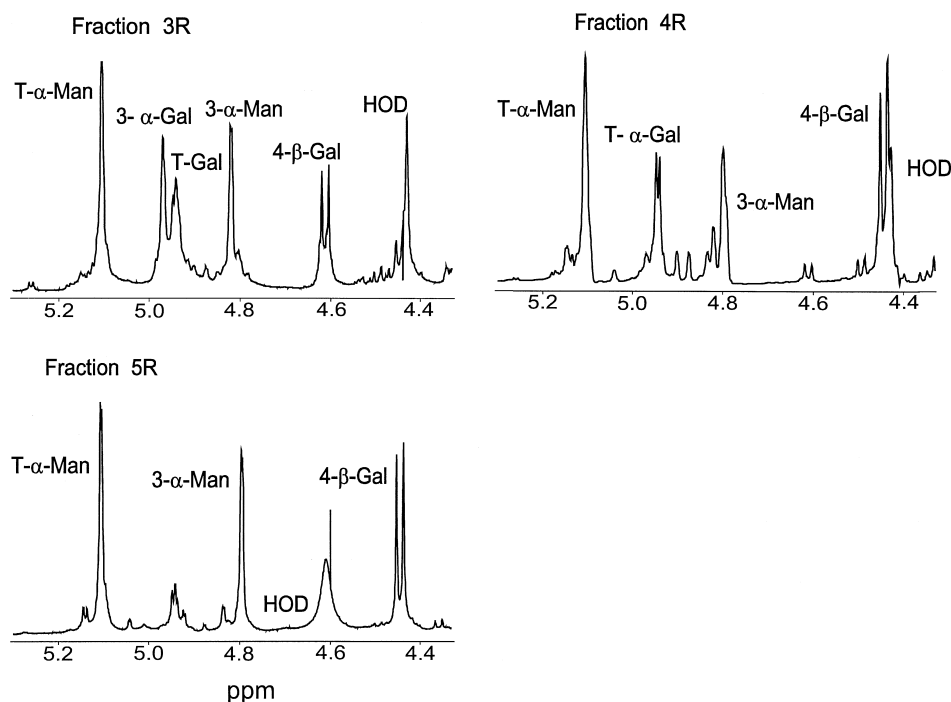 Fraction 3R
T-α-Man
3- α-Gal
T-Gal
3-α-Man
4-β-Gal
HOD
5.2 5.0 4.8 4.6 4.4
Fraction 4R
T-α-Man
T- α-Gal
3-α-Man
4-β-Gal
HOD
5.2 5.0 4.8 4.6 4.4
Fraction 5R
T-α-Man
3-α-Man
HOD
4-β-Gal
5.2 5.0 4.8 4.6 4.4
ppm